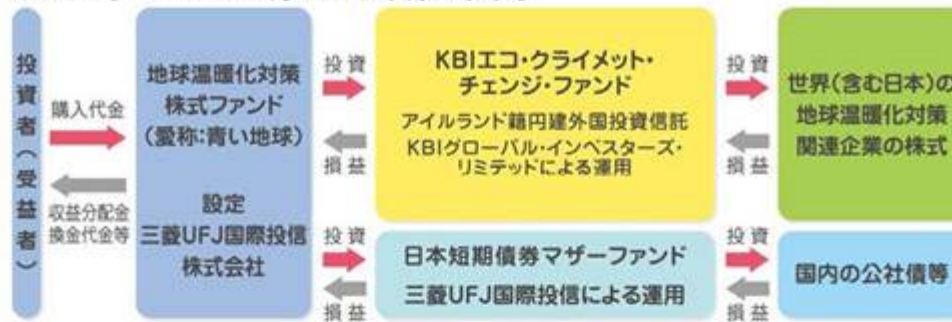 投資者(受益者)
購入代金
収益分配金
換金代金等
地球温暖化対策
株式ファンド
(愛称:青い地球)
設定
三菱UFJ国際投信
株式会社
投資
損益
投資
損益
KBIエコ・クライメット・
チェンジ・ファンド
アイルランド籍円建外国投資信託
KBIグローバル・インベスターズ・
リミテッドによる運用
日本短期債券マザーファンド
三菱UFJ国際投信による運用
投資
損益
投資
損益
世界(含む日本)の
地球温暖化対策
関連企業の株式
国内の公社債等